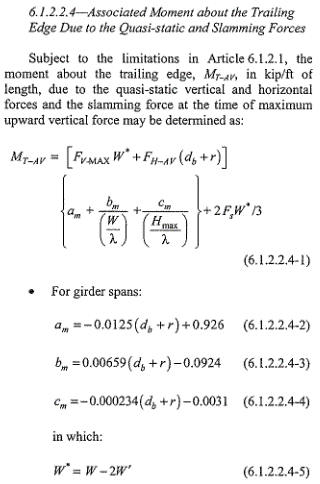 6.1.2.2.4—Associated Moment about the Trailing
Edge Due to the Quasi-static and Slamming Forces
Subject to the limitations in Article 6.1.2.1, the
moment about the trailing edge, M_{T-AV}, in kip/ft of
length, due to the quasi-static vertical and horizontal
forces and the slamming force at the time of maximum
upward vertical force may be determined as:
M_{T-AV} = [F_{V-MAX} W^* + F_{H-AV} (d_b + r)]
{a_m + b_m / (W / λ) + c_m / (H_{max} / λ)} + 2F_s W^* / 3
(6.1.2.2.4-1)
• For girder spans:
a_m = −0.0125(d_b + r) + 0.926 (6.1.2.2.4-2)
b_m = 0.00659(d_b + r) − 0.0924 (6.1.2.2.4-3)
c_m = −0.000234(d_b + r) − 0.0031 (6.1.2.2.4-4)
in which:
W^* = W − 2W′ (6.1.2.2.4-5)